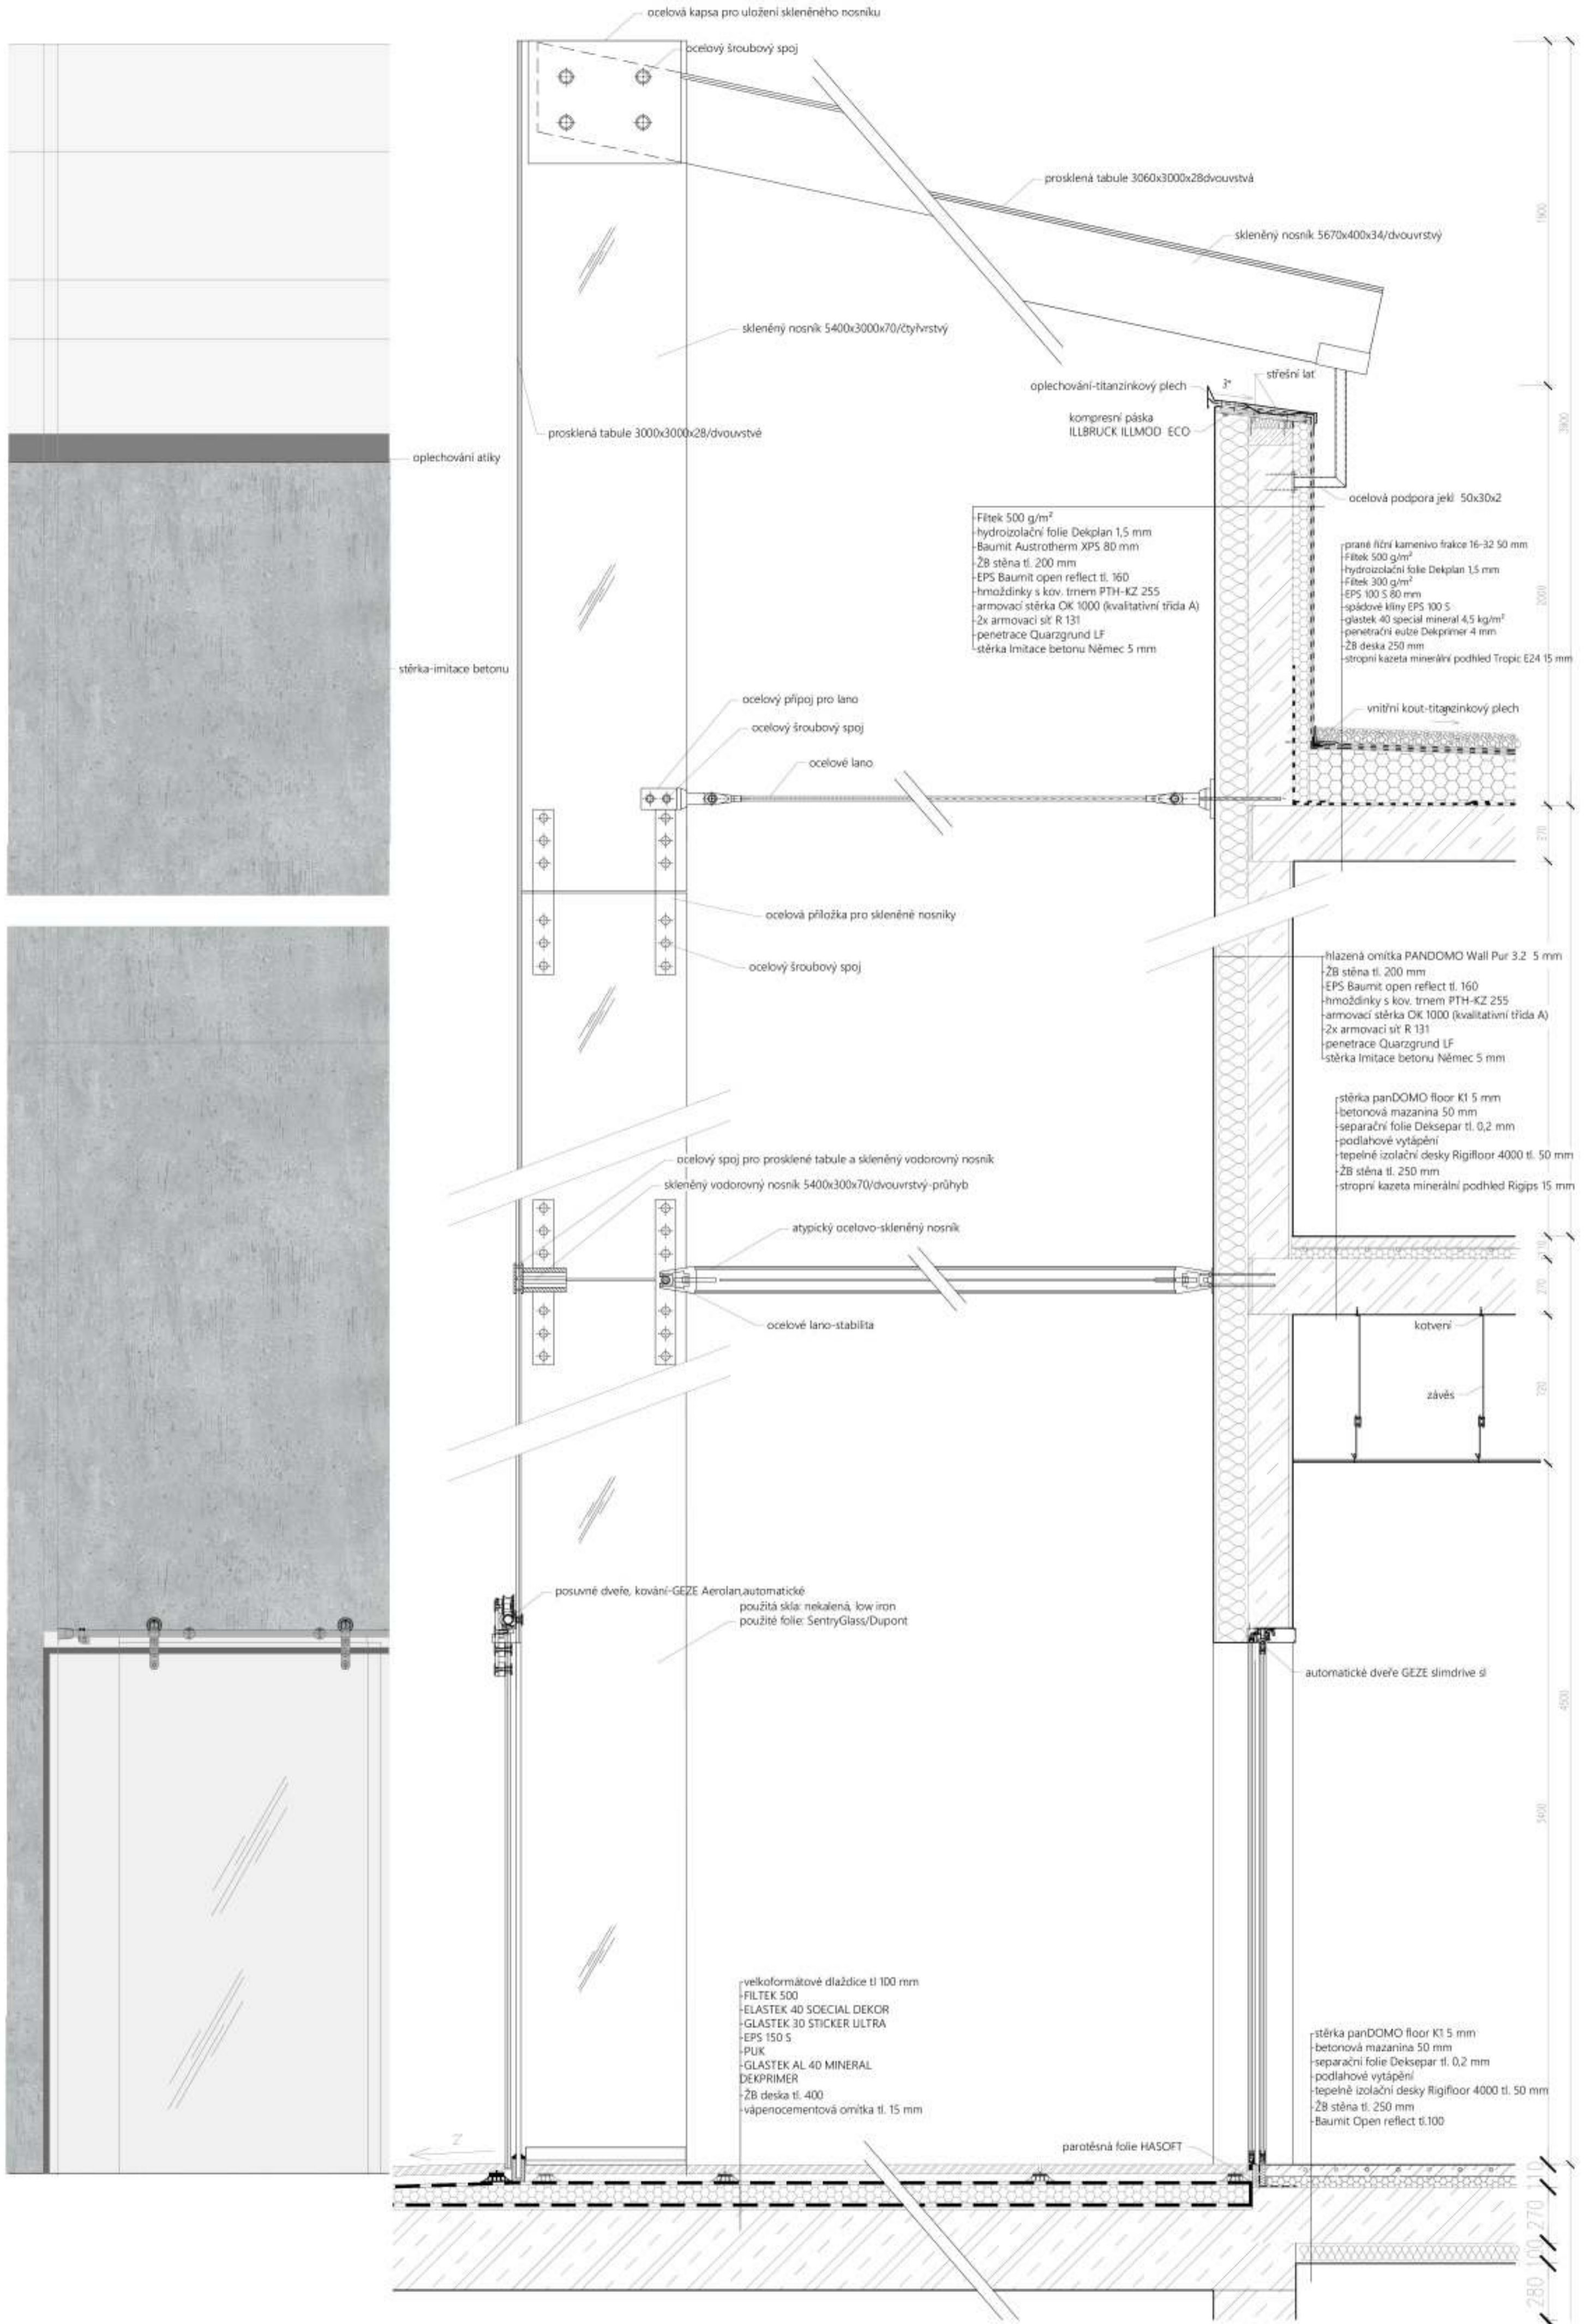 ocelová kapsa pro uložení skleněného nosníku
ocelový šroubový spoj
prosklená tabule 3060x3000x28dvouvstvá
skleněný nosník 5670x400x34/dvouvrstvý
skleněný nosník 5400x3000x70/čtyřvrstvý
oplechování-titanzinkový plech
3°
střešní lať
kompresní páska
ILLBRUCK ILLMOD ECO
prosklená tabule 3000x3000x28/dvouvstvé
oplechování atiky
ocelová podpora jekl 50x30x2
Filtek 500 g/m²
hydroizolační folie Dekplan 1,5 mm
Baumit Austrotherm XPS 80 mm
ŽB stěna tl. 200 mm
EPS Baumit open reflect tl. 160
hmoždinky s kov. trnem PTH-KZ 255
armovací stěrka OK 1000 (kvalitativní třída A)
2x armovací síť R 131
penetrace Quarzgrund LF
stěrka Imitace betonu Němec 5 mm
prané říční kamenivo frakce 16-32 50 mm
Filtek 500 g/m²
hydroizolační folie Dekplan 1,5 mm
Filtek 300 g/m²
EPS 100 S 80 mm
spádové klíny EPS 100 S
glastek 40 special mineral 4,5 kg/m²
penetrační eulze Dekprimer 4 mm
ŽB deska 250 mm
stropní kazeta minerální podhled Tropic E24 15 mm
stěrka-imitace betonu
ocelový přípoj pro lano
ocelový šroubový spoj
ocelové lano
vnitřní kout-titanzinkový plech
ocelová příložka pro skleněné nosníky
ocelový šroubový spoj
hlazená omítka PANDOMO Wall Pur 3.2 5 mm
ŽB stěna tl. 200 mm
EPS Baumit open reflect tl. 160
hmoždinky s kov. trnem PTH-KZ 255
armovací stěrka OK 1000 (kvalitativní třída A)
2x armovací síť R 131
penetrace Quarzgrund LF
stěrka Imitace betonu Němec 5 mm
stěrka panDOMO floor K1 5 mm
betonová mazanina 50 mm
separační folie Deksepar tl. 0,2 mm
podlahové vytápění
tepelně izolační desky Rigifloor 4000 tl. 50 mm
ŽB stěna tl. 250 mm
stropní kazeta minerální podhled Rigips 15 mm
ocelový spoj pro prosklené tabule a skleněný vodorovný nosník
skleněný vodorovný nosník 5400x300x70/dvouvrstvý-průhyb
atypický ocelovo-skleněný nosník
ocelové lano-stabilita
kotvení
závěs
posuvné dveře, kování-GEZE Aerolan,automatické
použitá skla: nekalená, low iron
použité folie: SentryGlass/Dupont
automatické dveře GEZE slimdrive sl
velkoformátové dlaždice tl 100 mm
FILTEK 500
ELASTEK 40 SOECIAL DEKOR
GLASTEK 30 STICKER ULTRA
EPS 150 S
PUK
GLASTEK AL 40 MINERAL
DEKPRIMER
ŽB deska tl. 400
vápenocementová omítka tl. 15 mm
stěrka panDOMO floor K1 5 mm
betonová mazanina 50 mm
separační folie Deksepar tl. 0,2 mm
podlahové vytápění
tepelně izolační desky Rigifloor 4000 tl. 50 mm
ŽB stěna tl. 250 mm
Baumit Open reflect tl.100
parotěsná folie HASOFT
1900
3900
2000
270
110
270
720
4500
3400
110
270
100
280